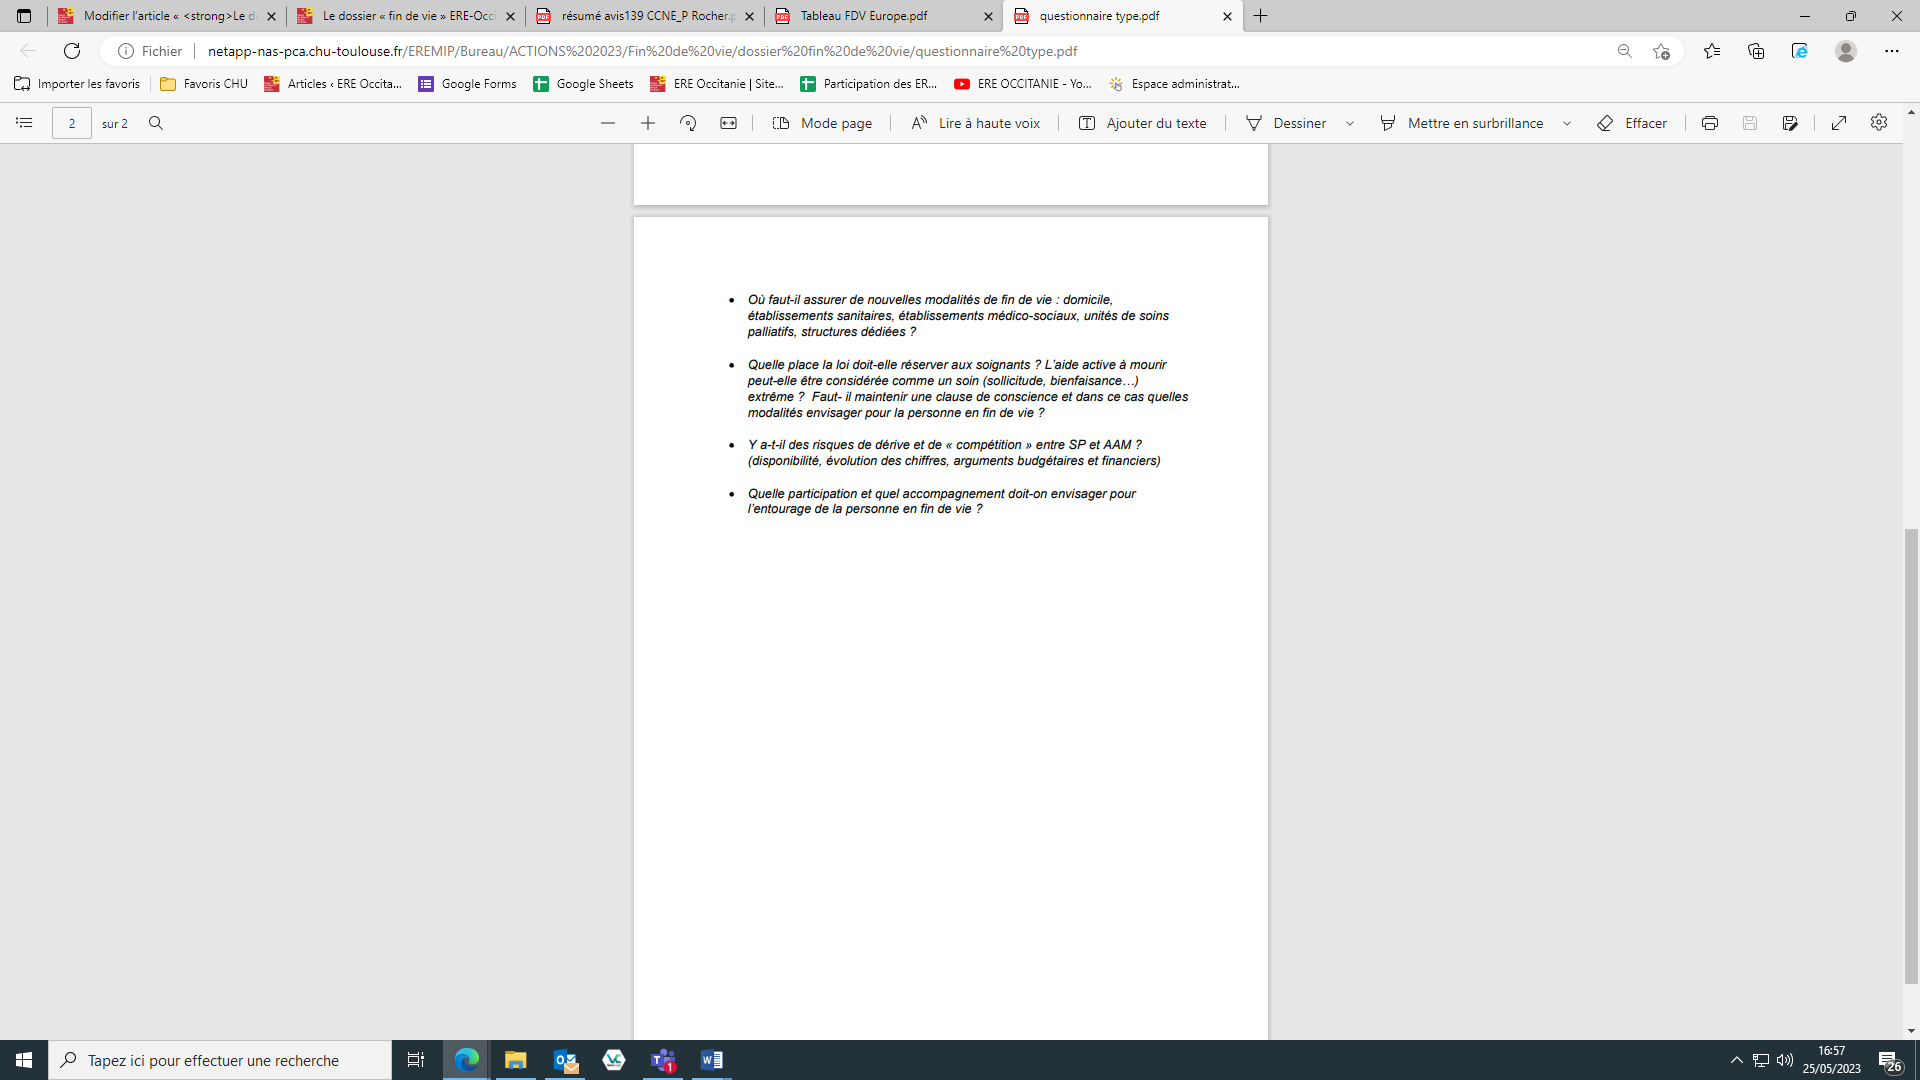 Modifier l'article « <strong>Le d
Le dossier « fin de vie » ERE-Occi
résumé avis139 CCNE_P Rocher.p
Tableau FDV Europe.pdf
questionnaire type.pdf
Fichier
netapp-nas-pca.chu-toulouse.fr/EREMIP/Bureau/ACTIONS%202023/Fin%20de%20vie/dossier%20fin%20de%20vie/questionnaire%20type.pdf
Importer les favoris
Favoris CHU
Articles ‹ ERE Occita...
Google Forms
Google Sheets
ERE Occitanie | Site...
Participation des ER...
ERE OCCITANIE - Yo...
Espace administrat...
2
sur 2
Mode page
Lire à haute voix
Ajouter du texte
Dessiner
Mettre en surbrillance
Effacer
• Où faut-il assurer de nouvelles modalités de fin de vie : domicile,
établissements sanitaires, établissements médico-sociaux, unités de soins
palliatifs, structures dédiées ?
• Quelle place la loi doit-elle réserver aux soignants ? L'aide active à mourir
peut-elle être considérée comme un soin (sollicitude, bienfaisance…)
extrême ?  Faut- il maintenir une clause de conscience et dans ce cas quelles
modalités envisager pour la personne en fin de vie ?
• Y a-t-il des risques de dérive et de « compétition » entre SP et AAM ?
(disponibilité, évolution des chiffres, arguments budgétaires et financiers)
• Quelle participation et quel accompagnement doit-on envisager pour
l'entourage de la personne en fin de vie ?
Tapez ici pour effectuer une recherche
1
16:57
25/05/2023
26